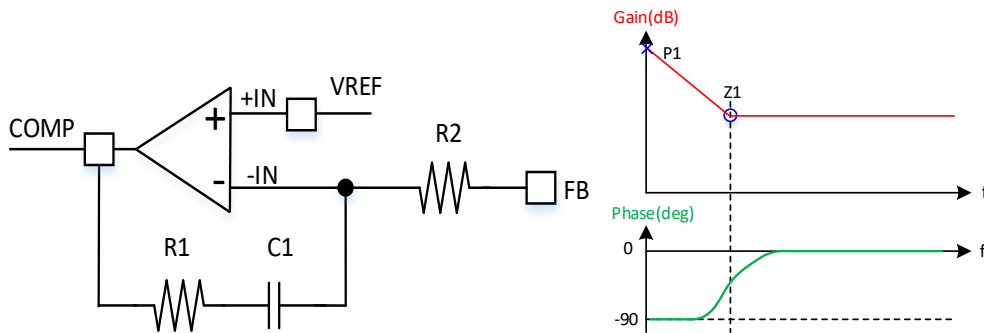 COMP
+IN
VREF
-IN
R2
FB
R1
C1
Gain(dB)
P1
Z1
f
Phase(deg)
0
f
-90